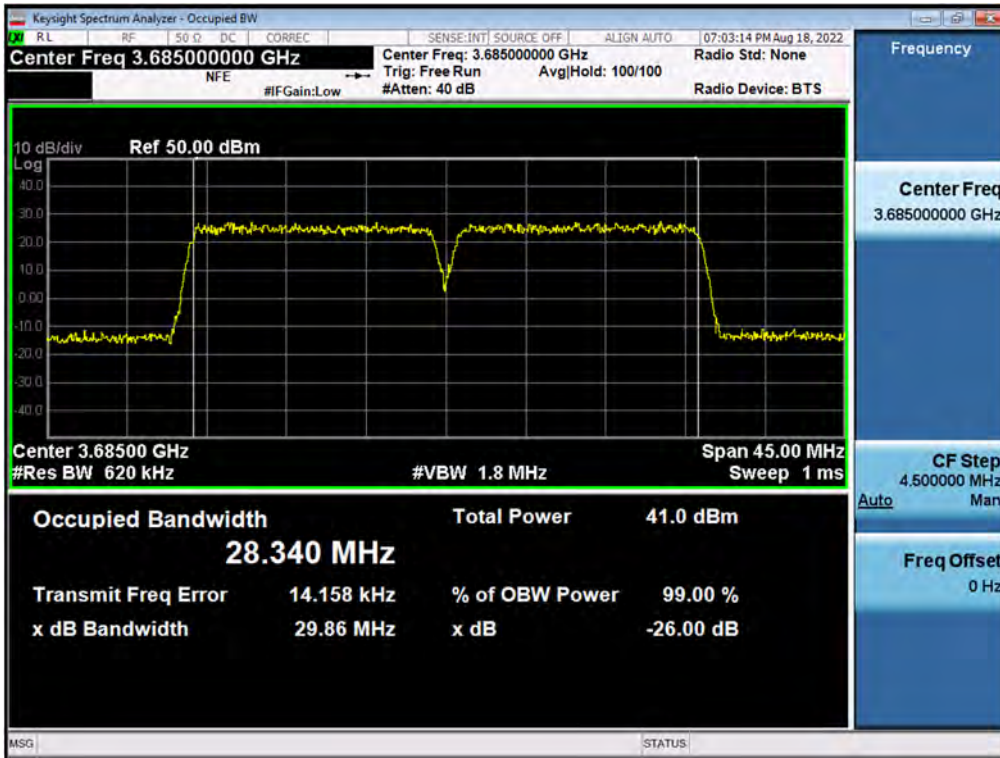 Keysight Spectrum Analyzer - Occupied BW
LXI RL RF 50 Ω DC CORREC SENSE:INT SOURCE OFF ALIGN AUTO 07:03:14 PM Aug 18, 2022
Center Freq 3.685000000 GHz
NFE
#IFGain:Low
Center Freq: 3.685000000 GHz
Trig: Free Run Avg|Hold: 100/100
#Atten: 40 dB
Radio Std: None
Radio Device: BTS
10 dB/div Ref 50.00 dBm
Log
40.0
30.0
20.0
10.0
0.00
-10.0
-20.0
-30.0
-40.0
Center 3.68500 GHz Span 45.00 MHz
#Res BW 620 kHz #VBW 1.8 MHz Sweep 1 ms
Occupied Bandwidth Total Power 41.0 dBm
28.340 MHz
Transmit Freq Error 14.158 kHz % of OBW Power 99.00 %
x dB Bandwidth 29.86 MHz x dB -26.00 dB
Frequency
Center Freq
3.685000000 GHz
CF Step
4.500000 MHz
Auto Man
Freq Offset
0 Hz
MSG STATUS